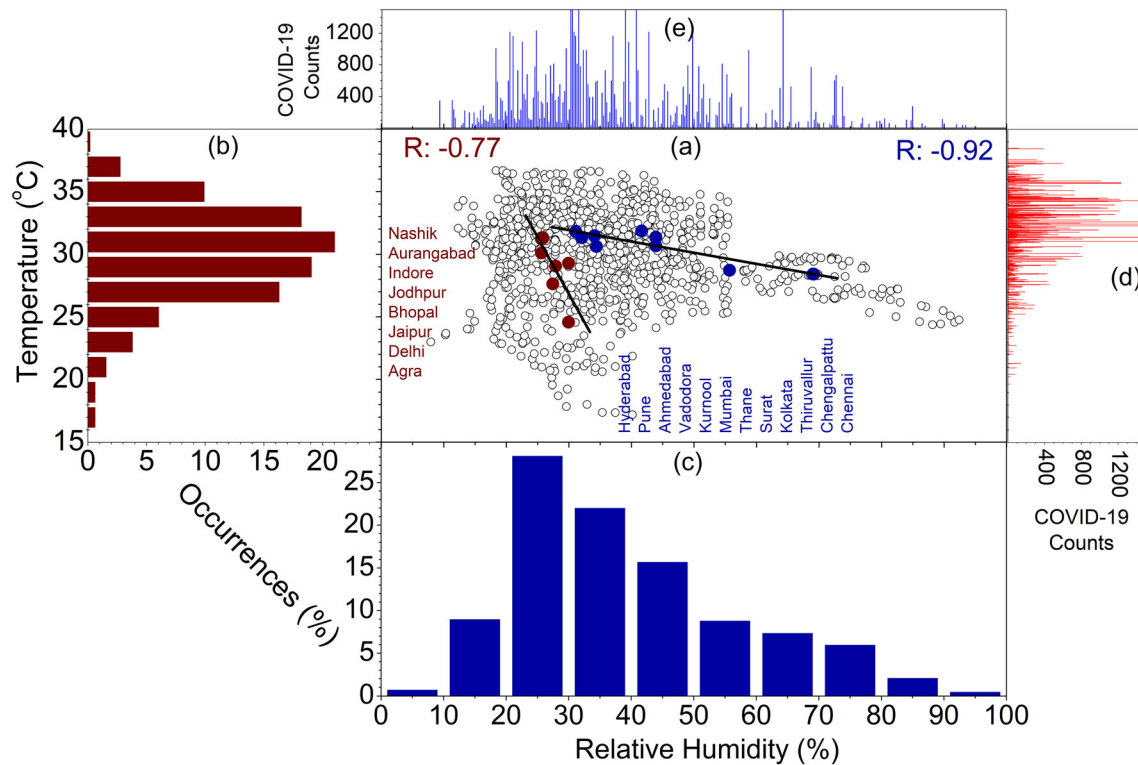 COVID-19
Counts
1200
800
400
(e)
Temperature (°C)
40
35
30
25
20
15
(b)
0
5
10
15
20
Occurrences (%)
R: -0.77
(a)
R: -0.92
Nashik
Aurangabad
Indore
Jodhpur
Bhopal
Jaipur
Delhi
Agra
Hyderabad
Pune
Ahmedabad
Vadodora
Kurnool
Mumbai
Thane
Surat
Kolkata
Thiruvallur
Chengalpattu
Chennai
(d)
400
800
1200
COVID-19
Counts
(c)
25
20
15
10
5
0
0 10 20 30 40 50 60 70 80 90 100
Relative Humidity (%)